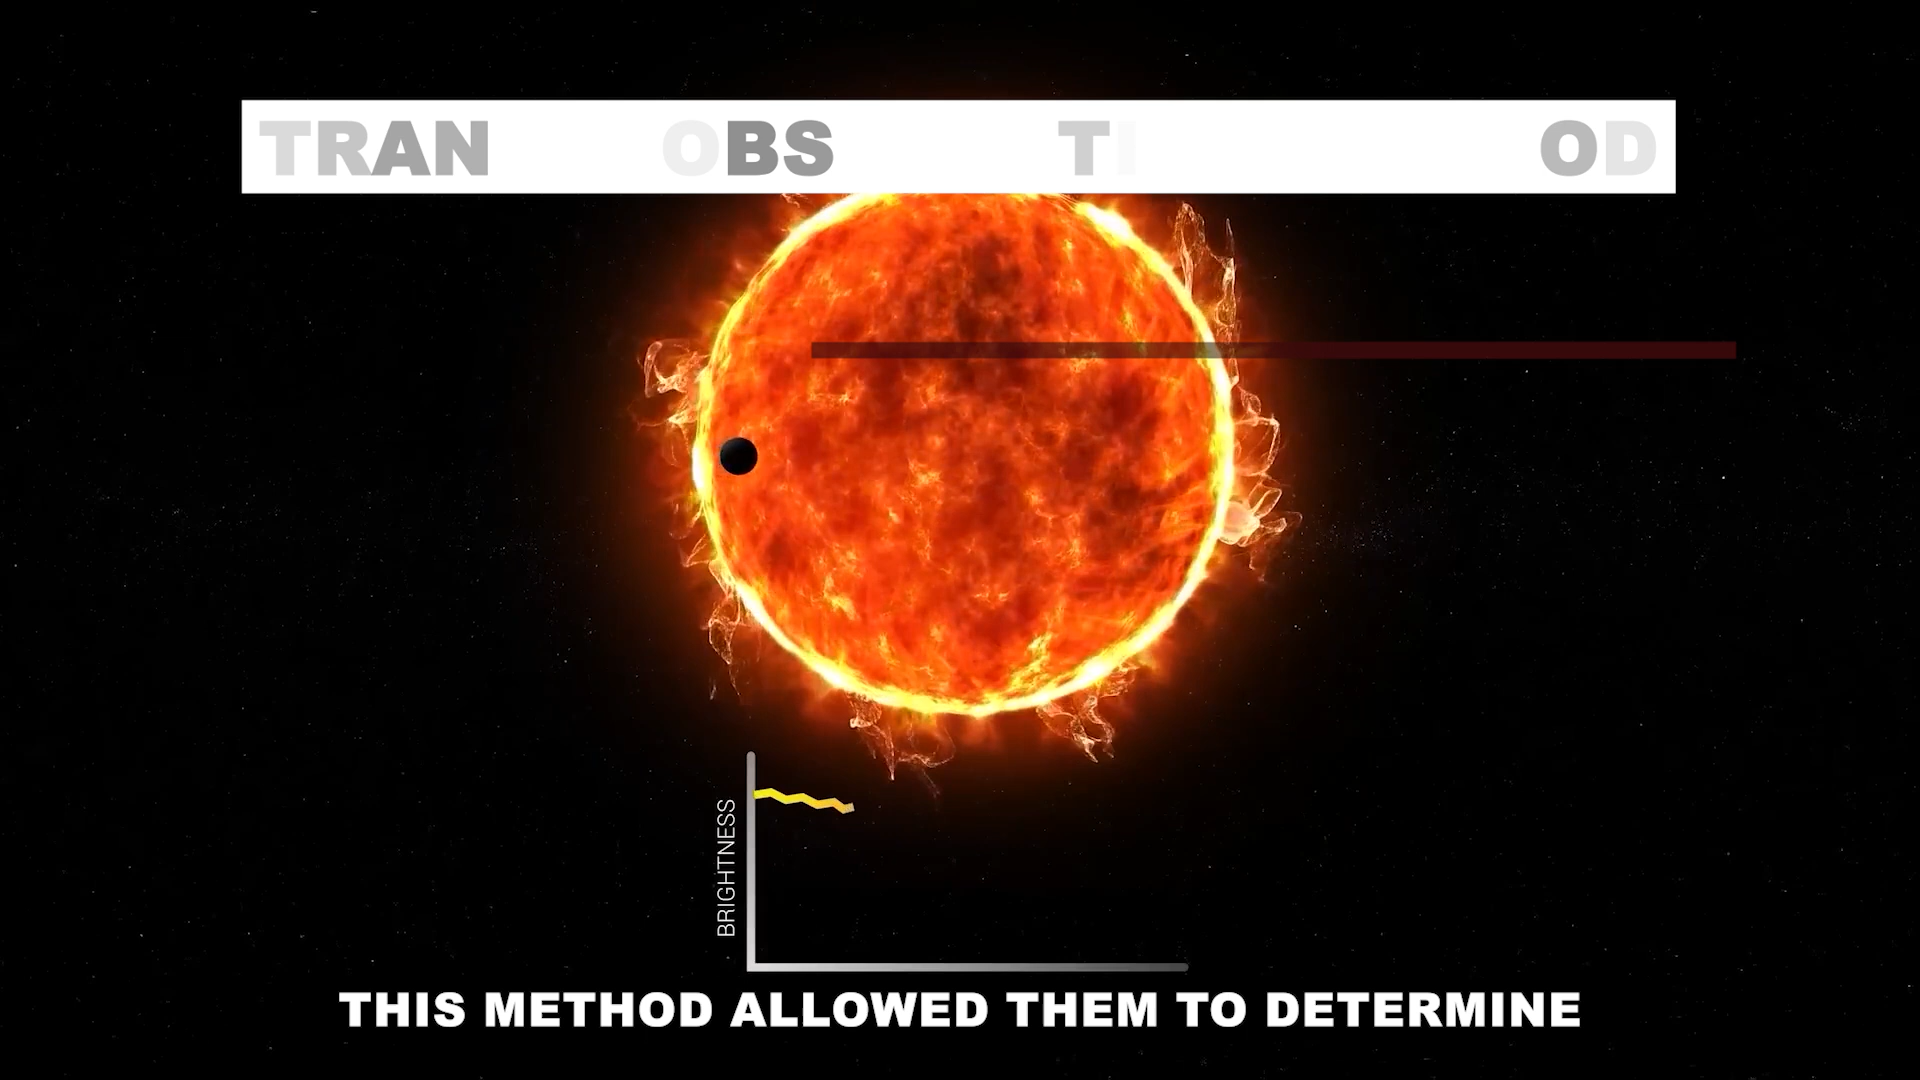 TRAN OBS TI OD
BRIGHTNESS
THIS METHOD ALLOWED THEM TO DETERMINE